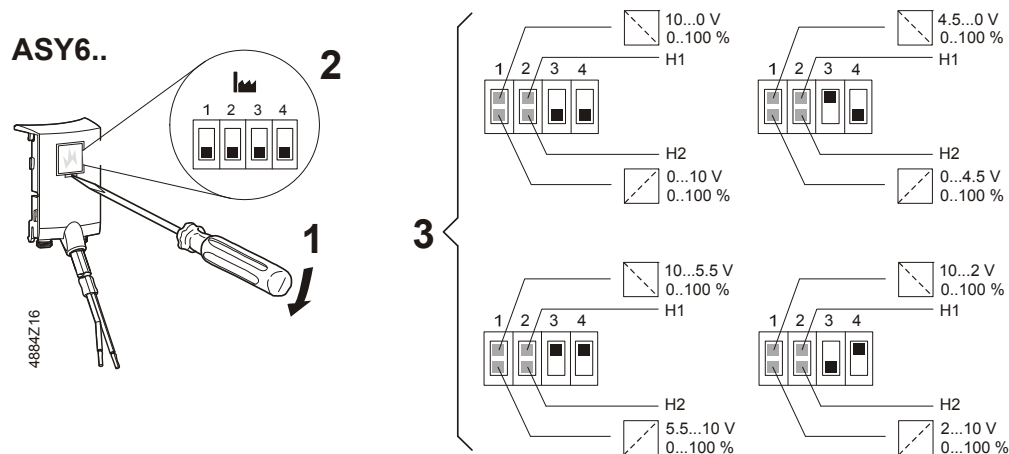 ASY6..
2
1 2 3 4
1
4884Z16
3
10...0 V
0..100 %
H1
1 2 3 4
H2
0...10 V
0..100 %
4.5...0 V
0..100 %
H1
1 2 3 4
H2
0...4.5 V
0..100 %
10...5.5 V
0..100 %
H1
1 2 3 4
H2
5.5...10 V
0...100 %
10...2 V
0..100 %
H1
1 2 3 4
H2
2...10 V
0...100 %